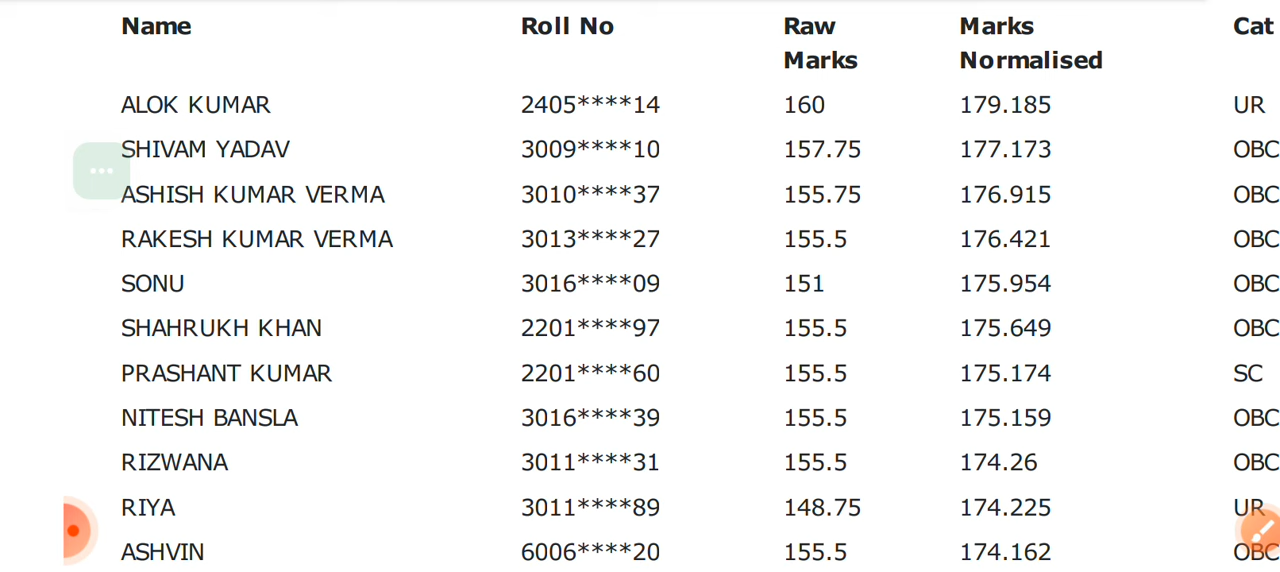 Name Roll No Raw Marks Marks Normalised Cat
ALOK KUMAR 2405****14 160 179.185 UR
SHIVAM YADAV 3009****10 157.75 177.173 OBC
ASHISH KUMAR VERMA 3010****37 155.75 176.915 OBC
RAKESH KUMAR VERMA 3013****27 155.5 176.421 OBC
SONU 3016****09 151 175.954 OBC
SHAHRUKH KHAN 2201****97 155.5 175.649 OBC
PRASHANT KUMAR 2201****60 155.5 175.174 SC
NITESH BANSLA 3016****39 155.5 175.159 OBC
RIZWANA 3011****31 155.5 174.26 OBC
RIYA 3011****89 148.75 174.225 UR
ASHVIN 6006****20 155.5 174.162 OBC